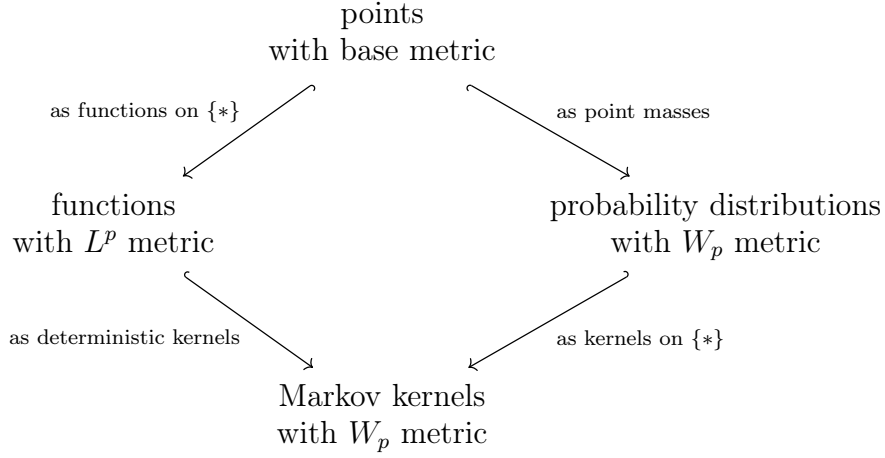 points
with base metric
as functions on {*}
as point masses
functions
with L^p metric
probability distributions
with W_p metric
as deterministic kernels
as kernels on {*}
Markov kernels
with W_p metric